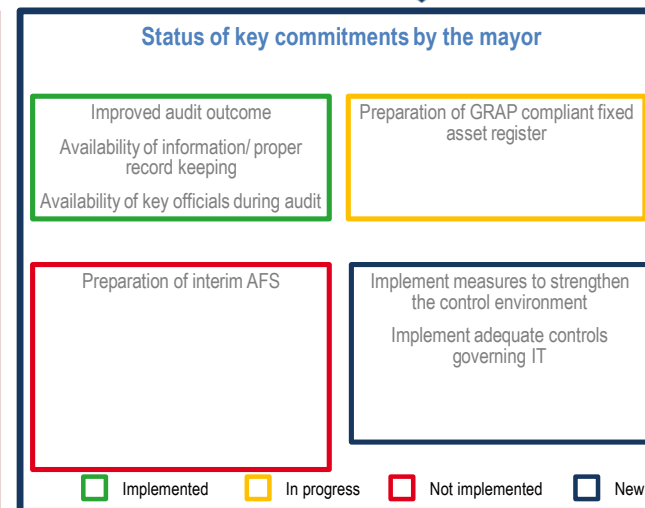 Status of key commitments by the mayor
Improved audit outcome
Availability of information/ proper
record keeping
Availability of key officials during audit
Preparation of GRAP compliant fixed
asset register
Preparation of interim AFS
Implement measures to strengthen
the control environment
Implement adequate controls
governing IT
Implemented
In progress
Not implemented
New